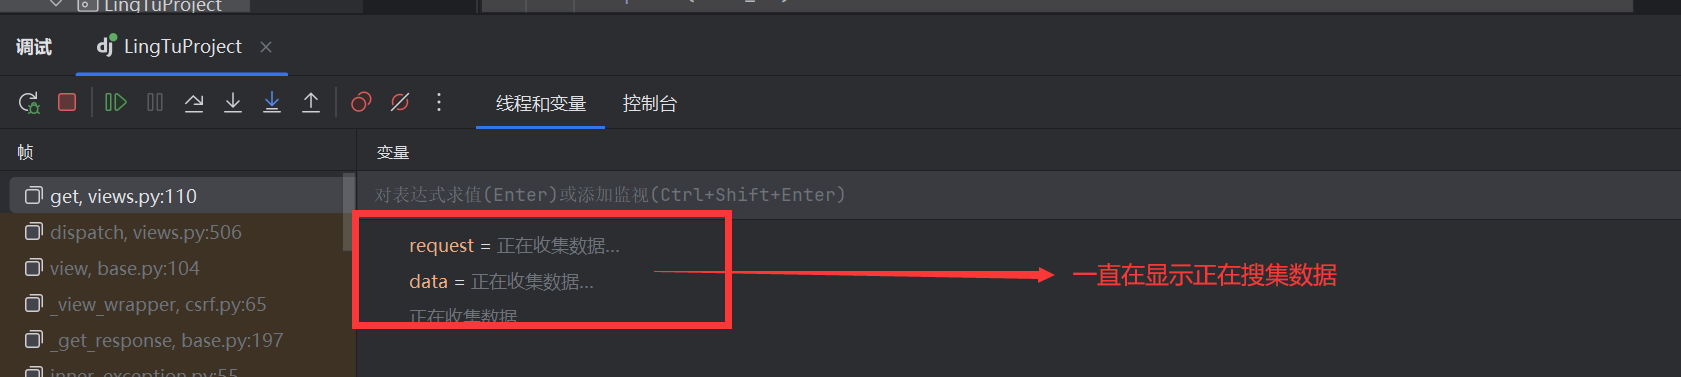 LingTuProject
调试
LingTuProject
线程和变量
控制台
帧
变量
get, views.py:110
对表达式求值(Enter)或添加监视(Ctrl+Shift+Enter)
dispatch, views.py:506
request = 正在收集数据...
view, base.py:104
data = 正在收集数据...
一直在显示正在搜集数据
_view_wrapper, csrf.py:65
正在收集数据
_get_response, base.py:197
inner, exception.py:55